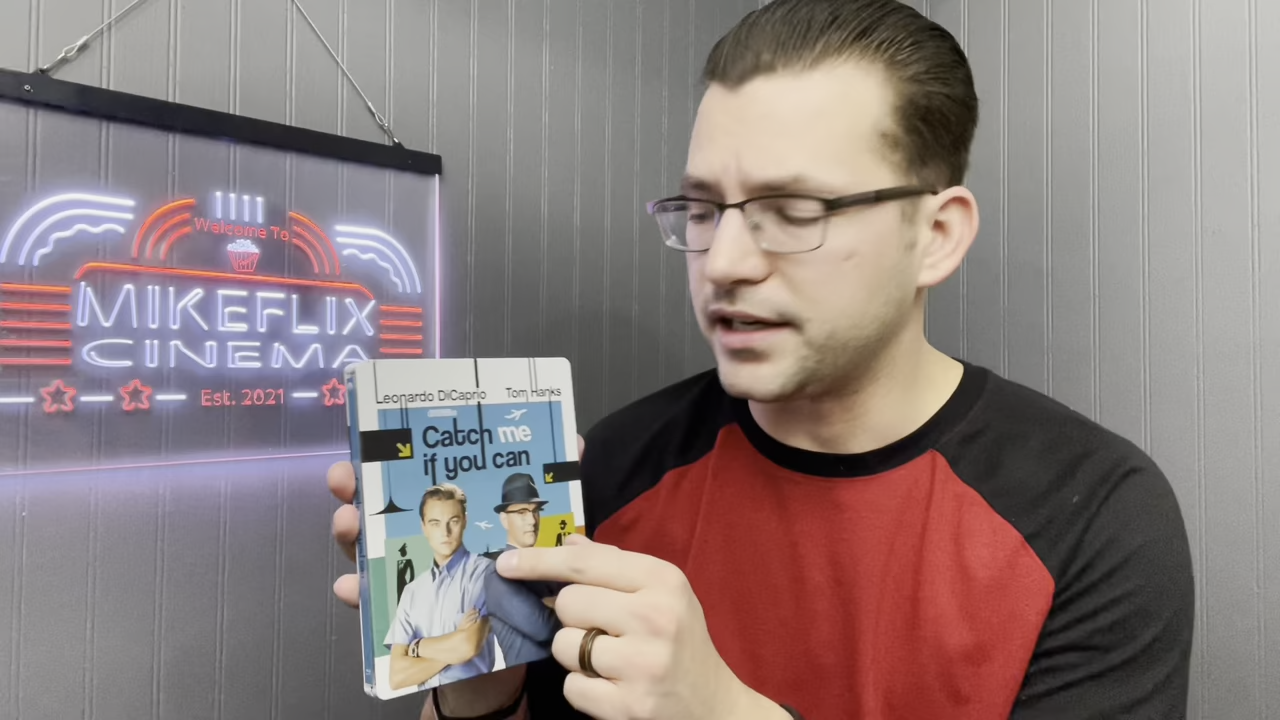 Welcome To
MIKEFLIX
CINEMA
Est. 2021
Leonardo DiCaprio Tom Hanks
Catch me
if you can